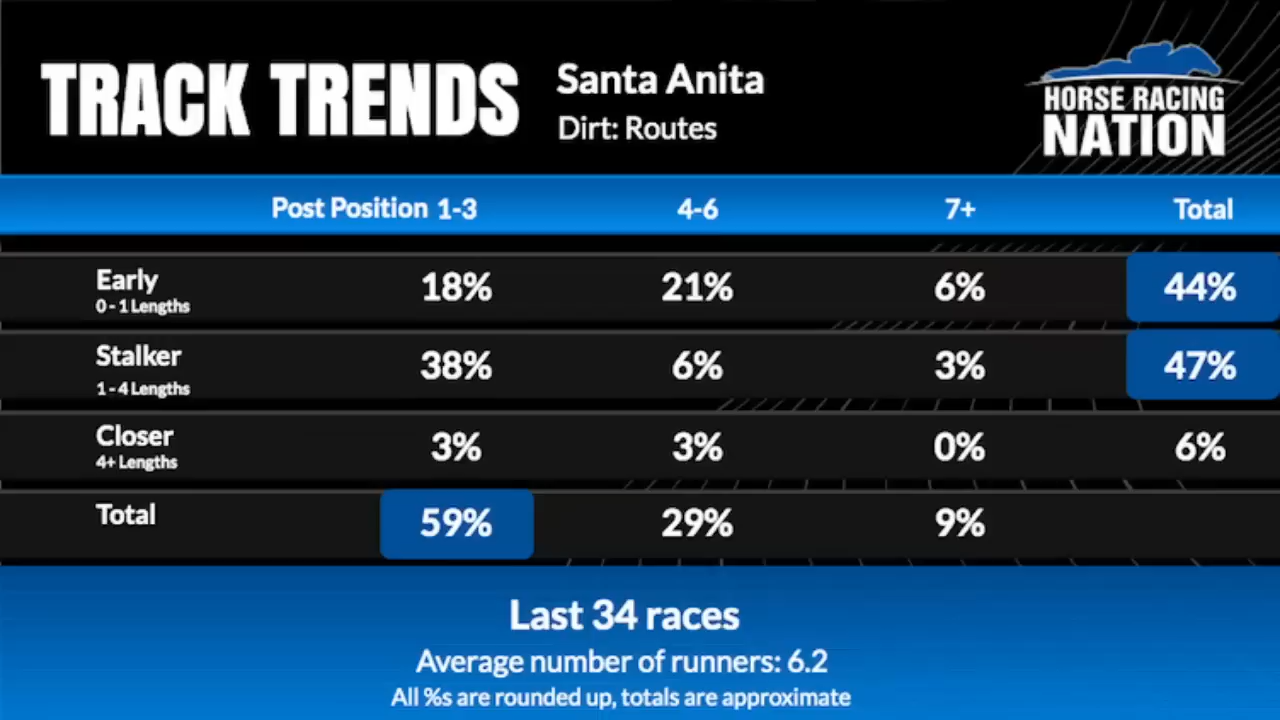 TRACK TRENDS
Santa Anita
Dirt: Routes
HORSE RACING
NATION
Post Position 1-3 4-6 7+ Total
Early 18% 21% 6% 44%
0 - 1 Lengths
Stalker 38% 6% 3% 47%
1 - 4 Lengths
Closer 3% 3% 0% 6%
4+ Lengths
Total 59% 29% 9%
Last 34 races
Average number of runners: 6.2
All %s are rounded up, totals are approximate